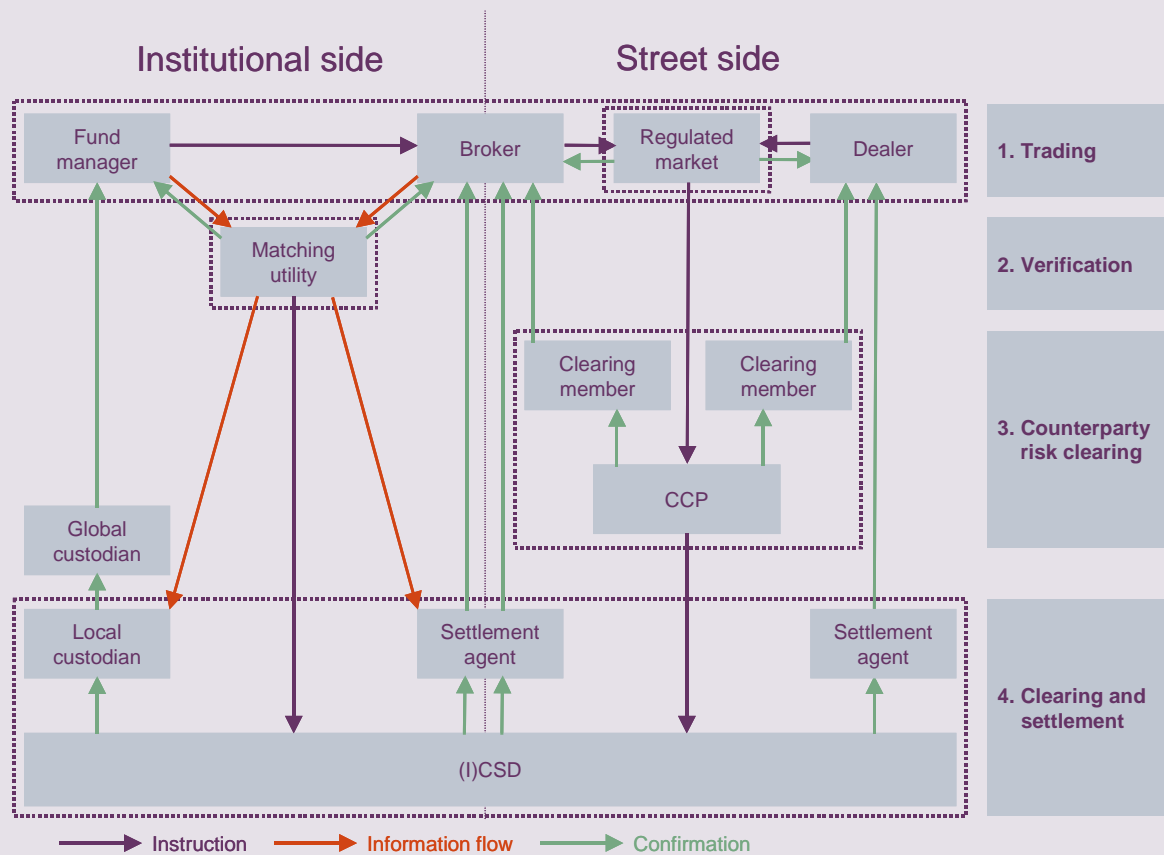 Institutional side
Street side
Fund
manager
Broker
Regulated
market
Dealer
1. Trading
Matching
utility
2. Verification
Clearing
member
Clearing
member
3. Counterparty
risk clearing
CCP
Global
custodian
Local
custodian
Settlement
agent
Settlement
agent
4. Clearing and
settlement
(I)CSD
Instruction
Information flow
Confirmation